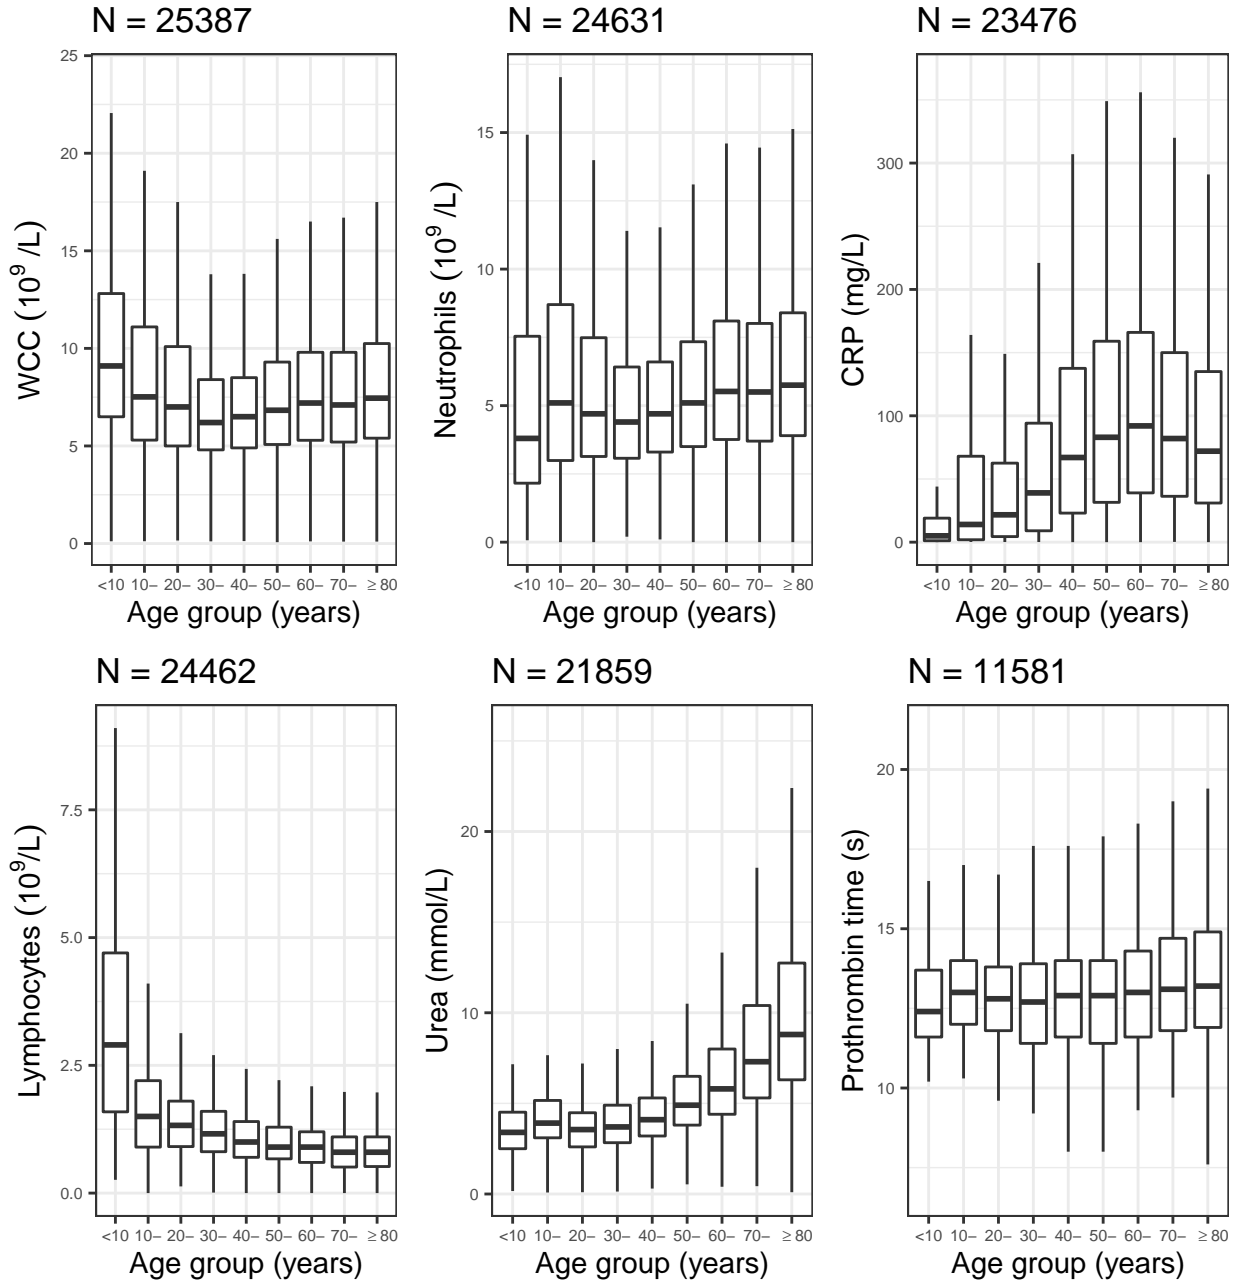 N = 25387
25
20
15
10
5
0
WCC (10⁹ /L)
<10 10– 20– 30– 40– 50– 60– 70– ≥ 80
Age group (years)
N = 24631
15
10
5
0
Neutrophils (10⁹ /L)
<10 10– 20– 30– 40– 50– 60– 70– ≥ 80
Age group (years)
N = 23476
300
200
100
0
CRP (mg/L)
<10 10– 20– 30– 40– 50– 60– 70– ≥ 80
Age group (years)
N = 24462
7.5
5.0
2.5
0.0
Lymphocytes (10⁹/L)
<10 10– 20– 30– 40– 50– 60– 70– ≥ 80
Age group (years)
N = 21859
20
10
0
Urea (mmol/L)
<10 10– 20– 30– 40– 50– 60– 70– ≥ 80
Age group (years)
N = 11581
20
15
10
Prothrombin time (s)
<10 10– 20– 30– 40– 50– 60– 70– ≥ 80
Age group (years)